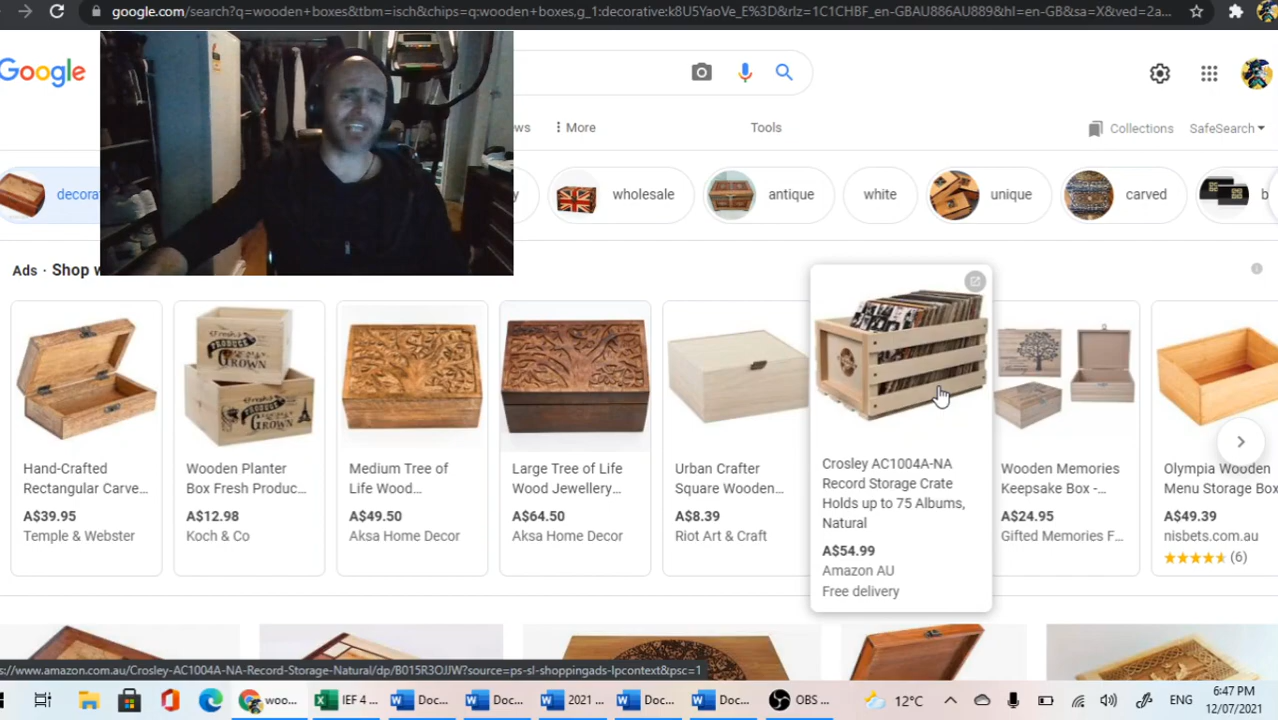 google.com/search?q=wooden+boxes&tbm=isch&chips=q:wooden+boxes,g_1:decorative:k8U5YaoVe_E%3D&rlz=1C1CHBF_en-GBAU886AU889&hl=en-GB&sa=X&ved=2a...
Google
More
Tools
Collections
SafeSearch
decora
wholesale
antique
white
unique
carved
b
Ads · Shop w
FRESH PRODUCE GROWN
PRODUCE GROWN
Hand-Crafted
Rectangular Carve...
A$39.95
Temple & Webster
Wooden Planter
Box Fresh Produc...
A$12.98
Koch & Co
Medium Tree of
Life Wood...
A$49.50
Aksa Home Decor
Large Tree of Life
Wood Jewellery...
A$64.50
Aksa Home Decor
Urban Crafter
Square Wooden...
A$8.39
Riot Art & Craft
Crosley AC1004A-NA
Record Storage Crate
Holds up to 75 Albums,
Natural
A$54.99
Amazon AU
Free delivery
Wooden Memories
Keepsake Box -...
A$24.95
Gifted Memories F...
Olympia Wooden
Menu Storage Box
A$49.39
nisbets.com.au
(6)
s://www.amazon.com.au/Crosley-AC1004A-NA-Record-Storage-Natural/dp/B015R3OJJW?source=ps-sl-shoppingads-lpcontext&psc=1
woo...
IEF 4 ...
Doc...
Doc...
2021 ...
Doc...
Doc...
OBS ...
12°C
ENG
6:47 PM
12/07/2021